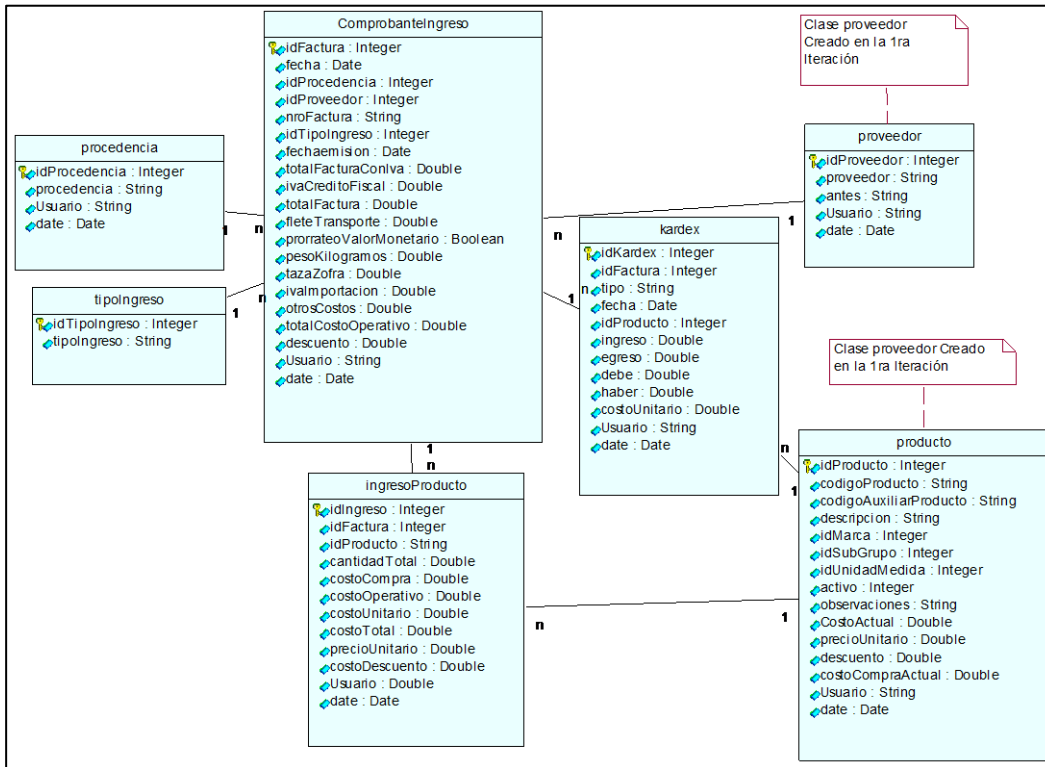 ComprobanteIngreso
idFactura : Integer
fecha : Date
idProcedencia : Integer
idProveedor : Integer
nroFactura : String
idTipoIngreso : Integer
fechaemision : Date
totalFacturaConIva : Double
ivaCreditoFiscal : Double
totalFactura : Double
fleteTransporte : Double
prorrateoValorMonetario : Boolean
pesoKilogramos : Double
tazaZofra : Double
ivaImportacion : Double
otrosCostos : Double
totalCostoOperativo : Double
descuento : Double
Usuario : String
date : Date
Clase proveedor
Creado en la 1ra
Iteración
procedencia
idProcedencia : Integer
procedencia : String
Usuario : String
date : Date
1
n
proveedor
idProveedor : Integer
proveedor : String
antes : String
Usuario : String
date : Date
n
1
tipoIngreso
idTipoIngreso : Integer
tipoIngreso : String
1
n
kardex
idKardex : Integer
idFactura : Integer
tipo : String
fecha : Date
idProducto : Integer
ingreso : Double
egreso : Double
debe : Double
haber : Double
costoUnitario : Double
Usuario : String
date : Date
1
n
Clase proveedor Creado
en la 1ra Iteración
producto
idProducto : Integer
codigoProducto : String
codigoAuxiliarProducto : String
descripcion : String
idMarca : Integer
idSubGrupo : Integer
idUnidadMedida : Integer
activo : Integer
observaciones : String
CostoActual : Double
precioUnitario : Double
descuento : Double
costoCompraActual : Double
Usuario : String
date : Date
n
1
1
n
ingresoProducto
idIngreso : Integer
idFactura : Integer
idProducto : String
cantidadTotal : Double
costoCompra : Double
costoOperativo : Double
costoUnitario : Double
costoTotal : Double
precioUnitario : Double
costoDescuento : Double
Usuario : Double
date : Date
n
1